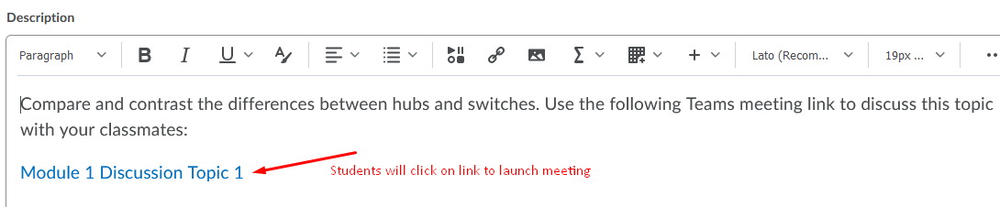 Description
Paragraph B I U Lato (Recom... 19px ...
Compare and contrast the differences between hubs and switches. Use the following Teams meeting link to discuss this topic
with your classmates:
Module 1 Discussion Topic 1 Students will click on link to launch meeting